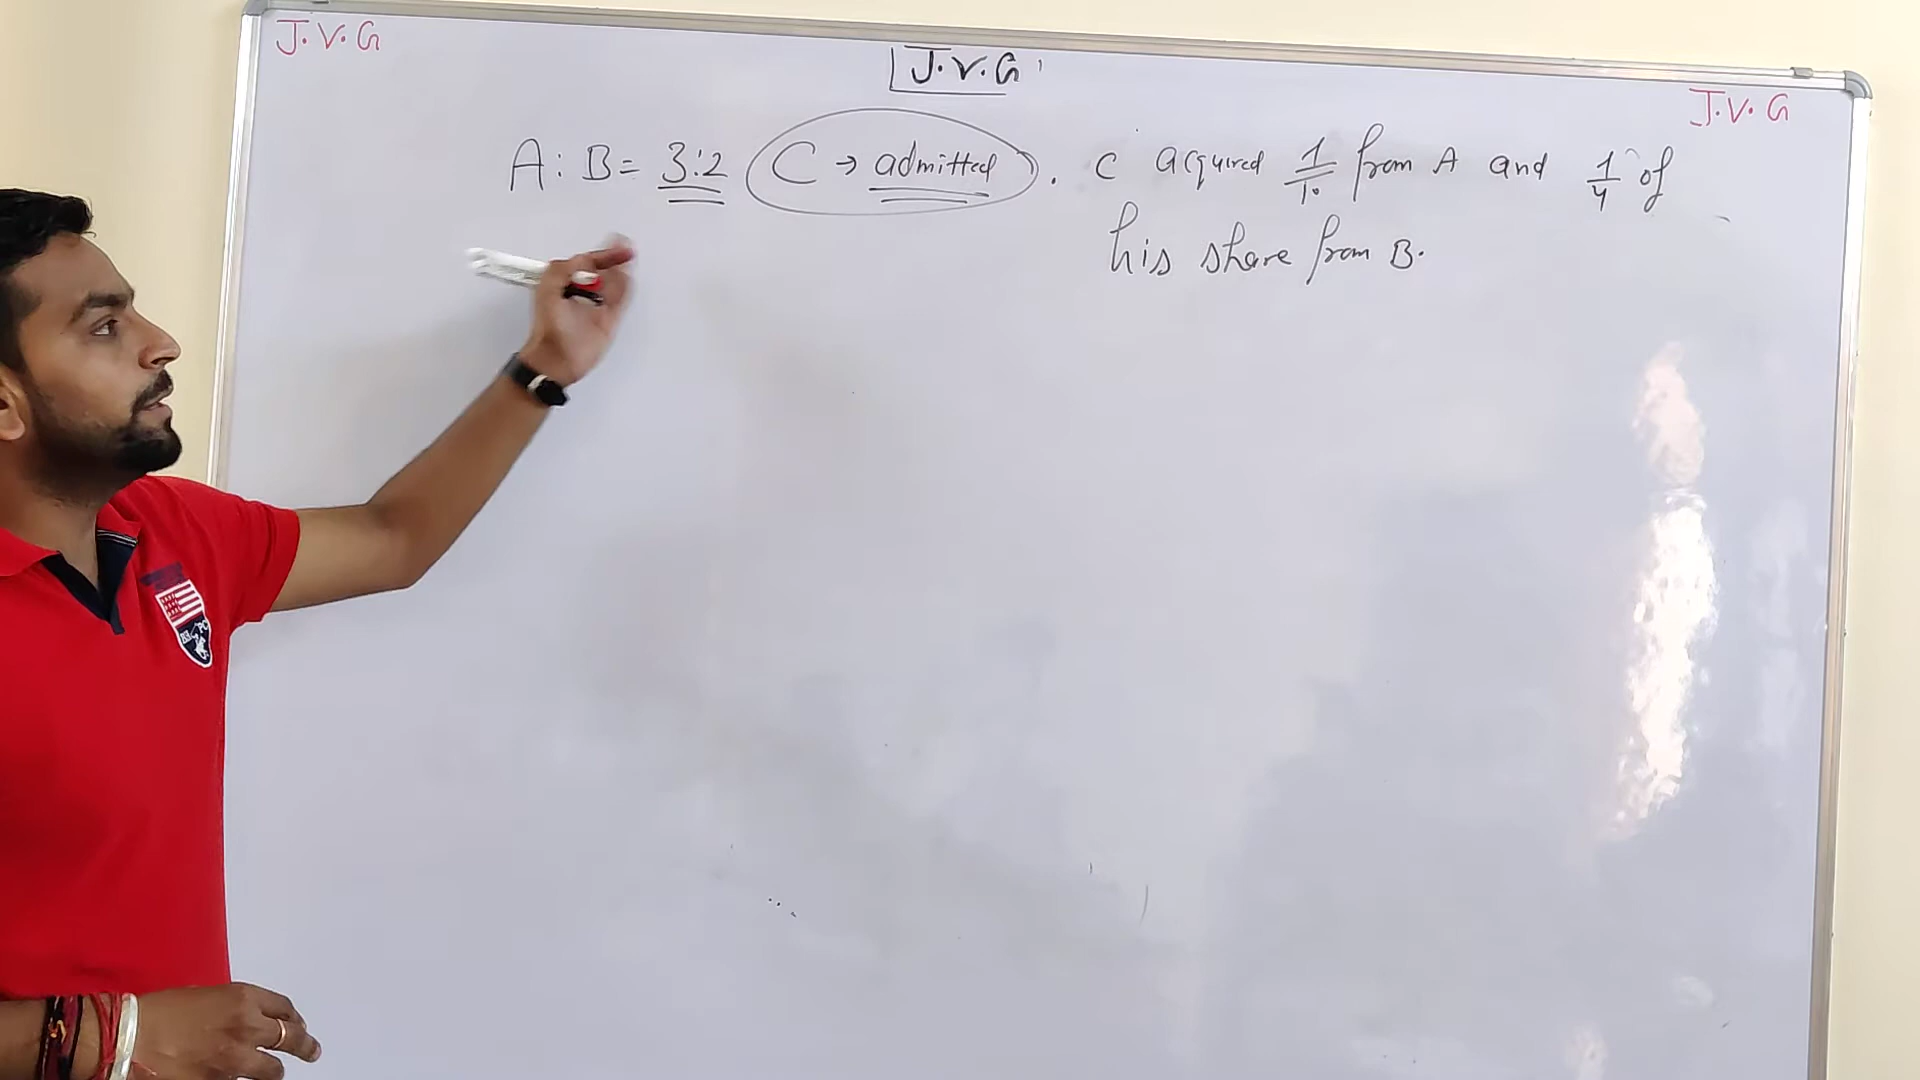 J.V.G
J.V.G
J.V.G
A : B = 3:2 C → admitted . C acquired 1/10 from A and 1/4 of
his share from B.